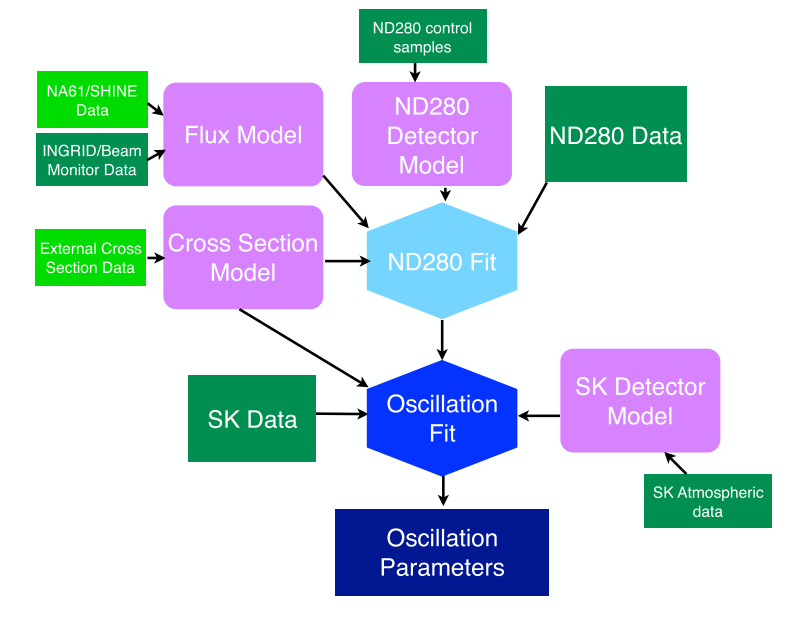 ND280 control
samples
NA61/SHINE
Data
Flux Model
ND280
Detector
Model
ND280 Data
INGRID/Beam
Monitor Data
External Cross
Section Data
Cross Section
Model
ND280 Fit
SK Data
Oscillation
Fit
SK Detector
Model
SK Atmospheric
data
Oscillation
Parameters